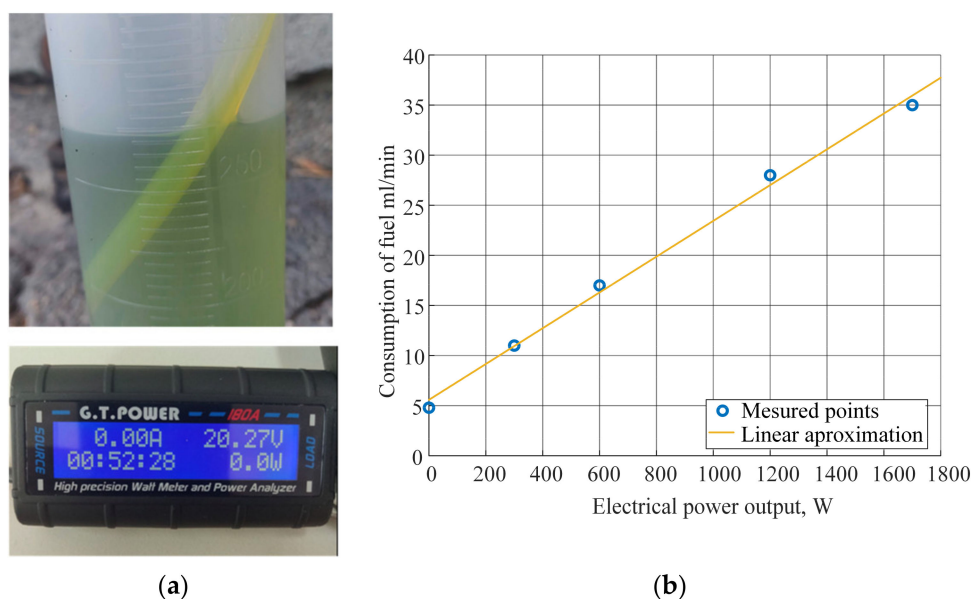 250
200
G.T.POWER 180A
SOURCE
0.00A 20.27V
00:52:28 0.0W
LOAD
High precision Watt Meter and Power Analyzer
(a)
40
35
30
25
20
15
10
5
0
Consumption of fuel ml/min
0 200 400 600 800 1000 1200 1400 1600 1800
Electrical power output, W
Mesured points
Linear aproximation
(b)